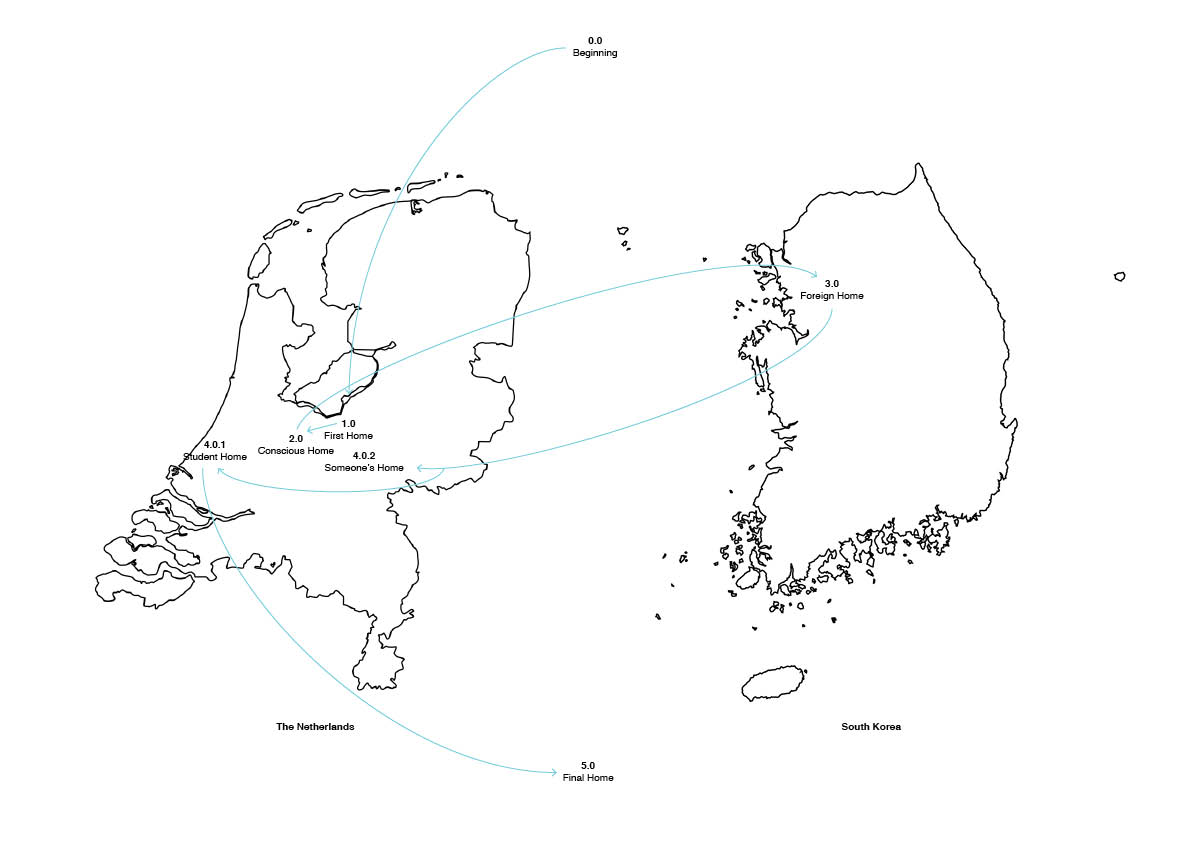 0.0
Beginning
3.0
Foreign Home
1.0
First Home
2.0
Conscious Home
4.0.1
Student Home
4.0.2
Someone's Home
The Netherlands
South Korea
5.0
Final Home